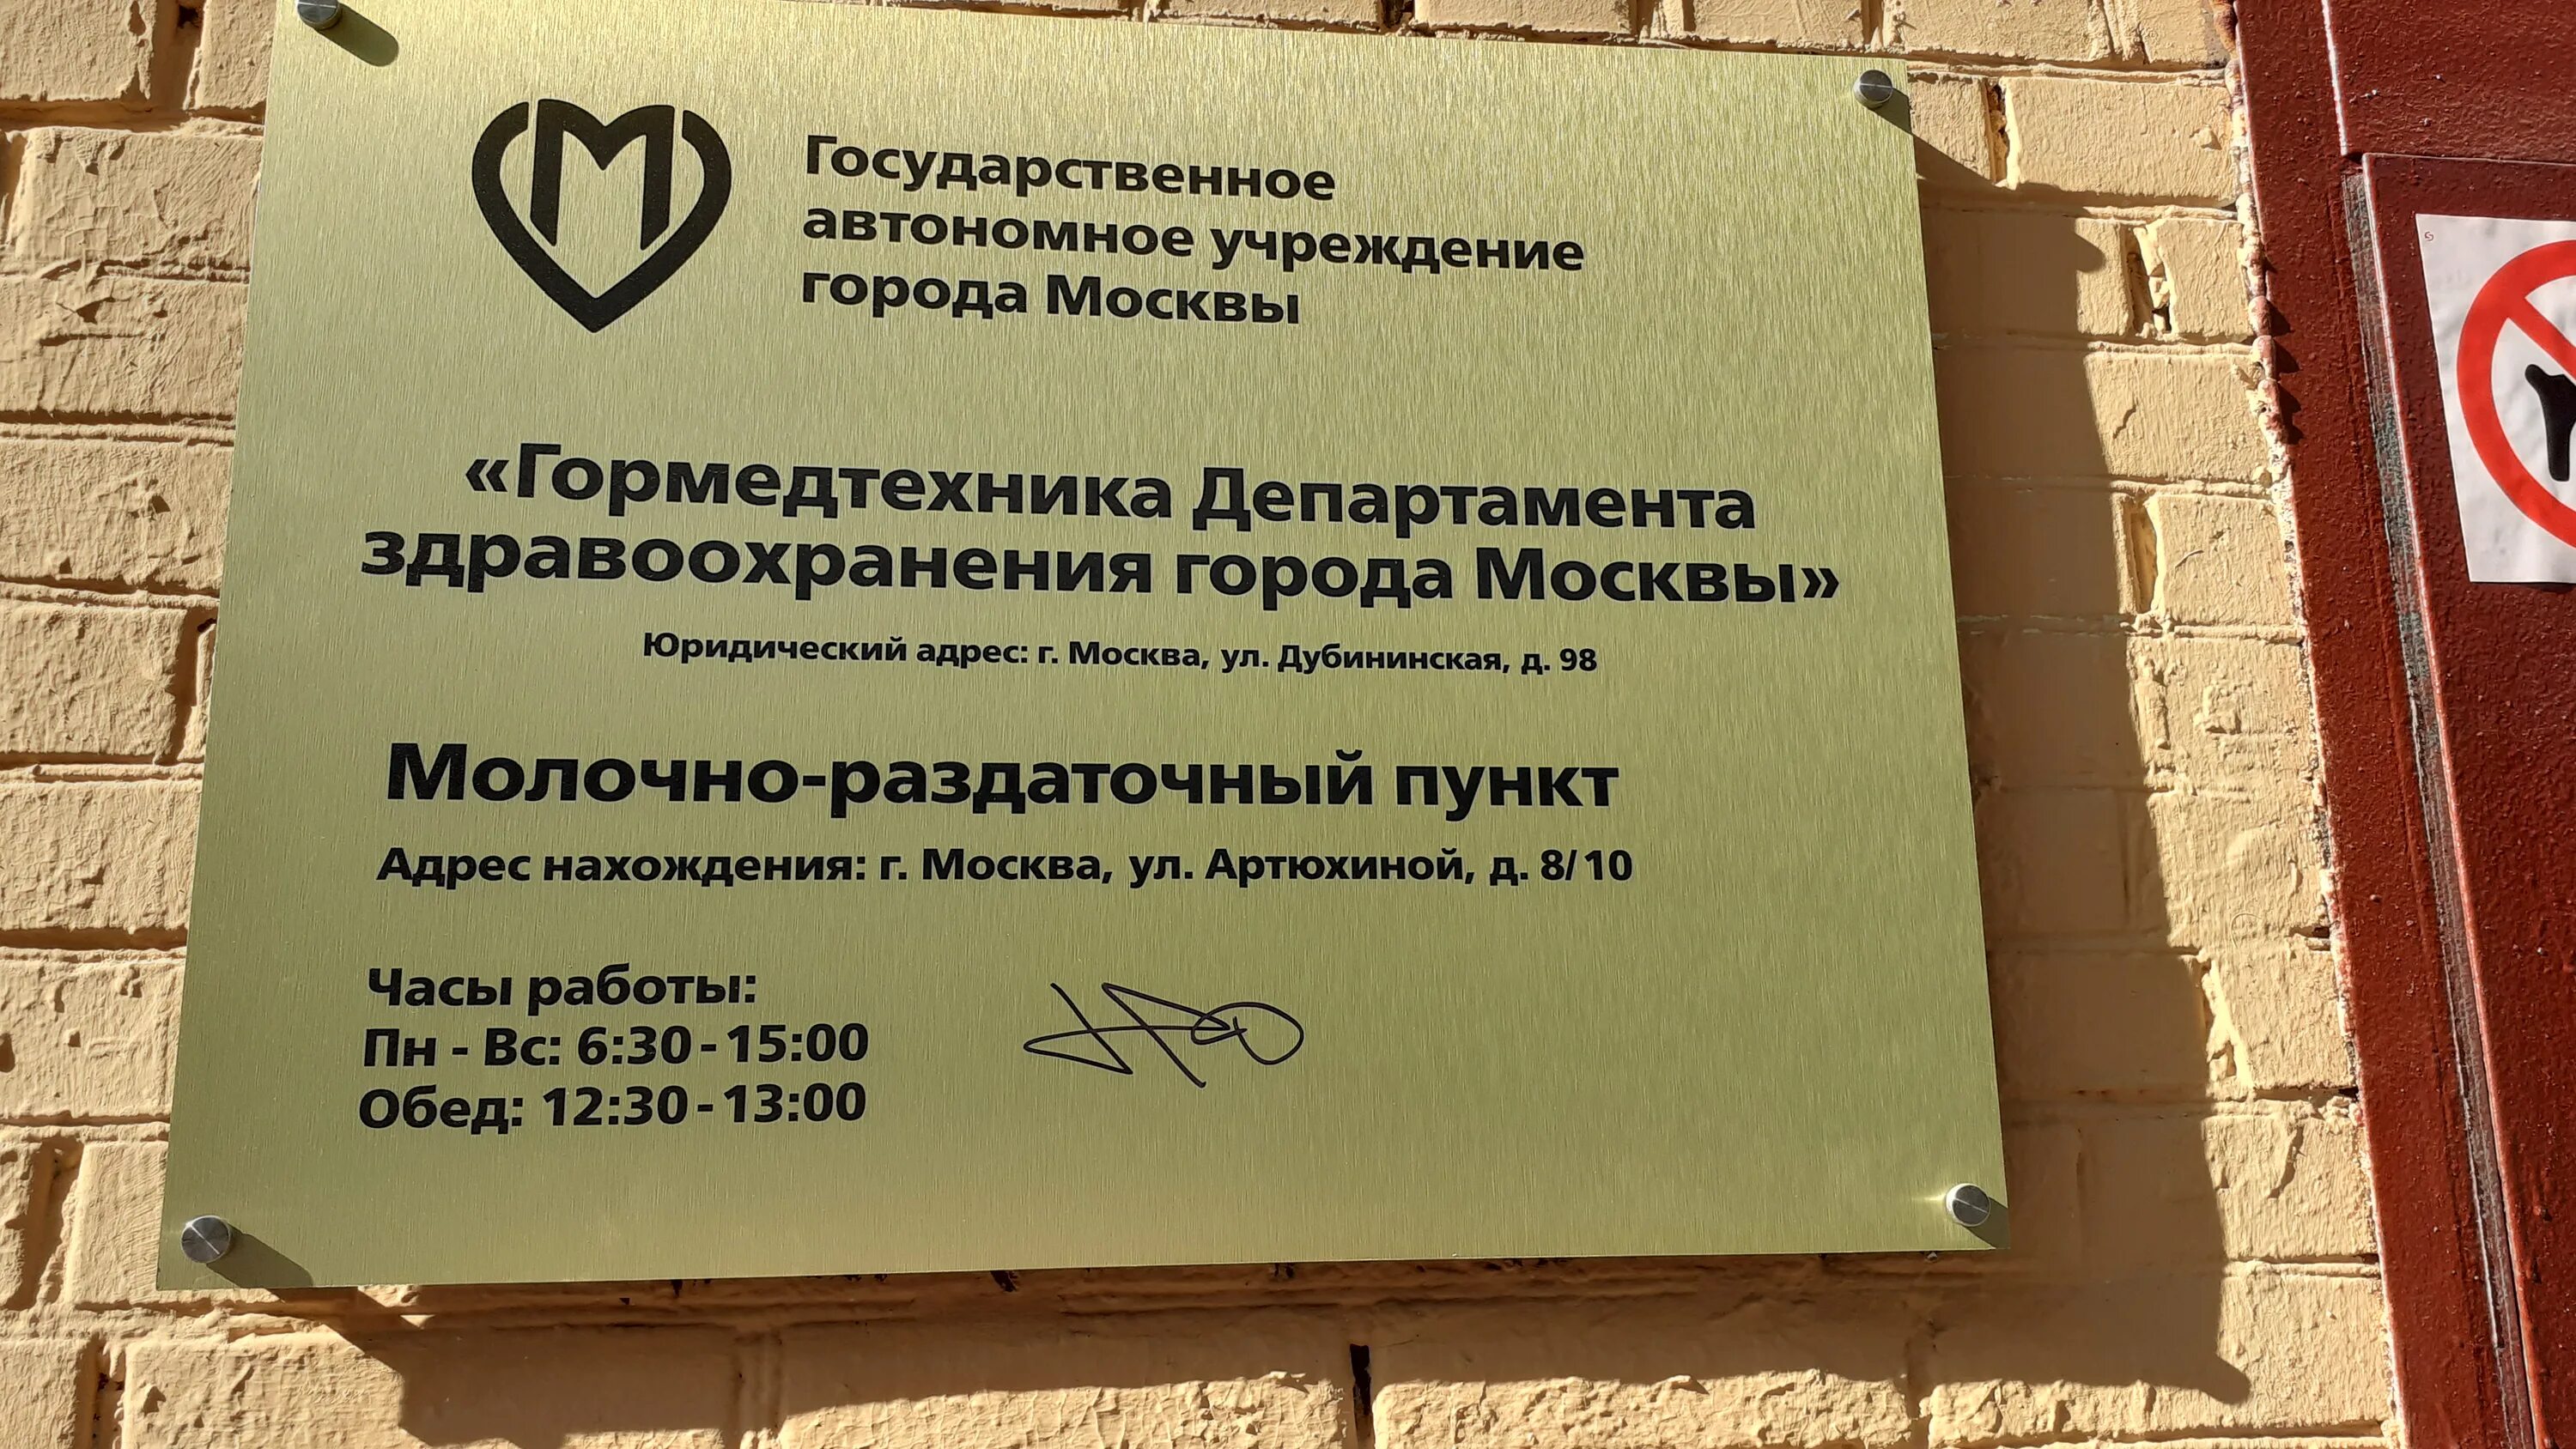 М
Государственное
автономное учреждение
города Москвы
«Гормедтехника Департамента
здравоохранения города Москвы»
Юридический адрес: г. Москва, ул. Дубининская, д. 98
Молочно-раздаточный пункт
Адрес нахождения: г. Москва, ул. Артюхиной, д. 8/10
Часы работы:
Пн - Вс: 6:30-15:00
Обед: 12:30-13:00